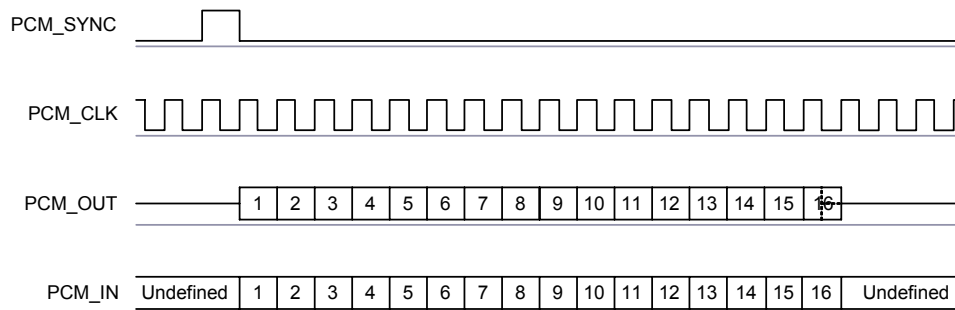 PCM_SYNC
PCM_CLK
PCM_OUT 1 2 3 4 5 6 7 8 9 10 11 12 13 14 15 16
PCM_IN Undefined 1 2 3 4 5 6 7 8 9 10 11 12 13 14 15 16 Undefined